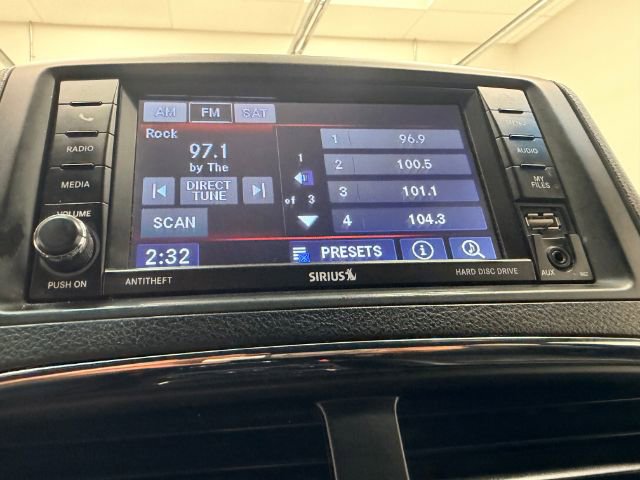 AM FM SAT
Rock
97.1
by The
DIRECT
TUNE
SCAN
2:32
1
of 3
1 96.9
2 100.5
3 101.1
4 104.3
PRESETS
RADIO
MEDIA
VOLUME
PUSH ON
MENU
AUDIO
MY
FILES
AUX
ANTITHEFT
SIRIUS
HARD DISC DRIVE